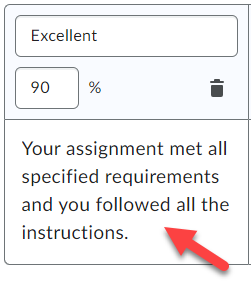 Excellent
90 %
Your assignment met all
specified requirements
and you followed all the
instructions.